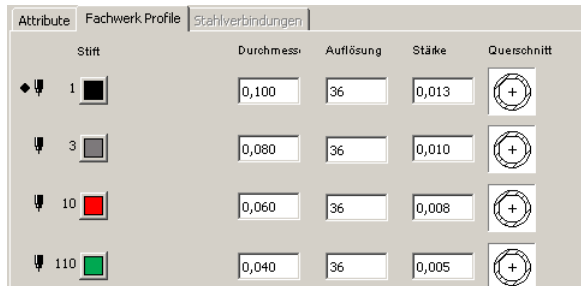 Attribute Fachwerk Profile Stahlverbindungen
Stift Durchmess Auflösung Stärke Querschnitt
1 0,100 36 0,013
3 0,080 36 0,010
10 0,060 36 0,008
110 0,040 36 0,005